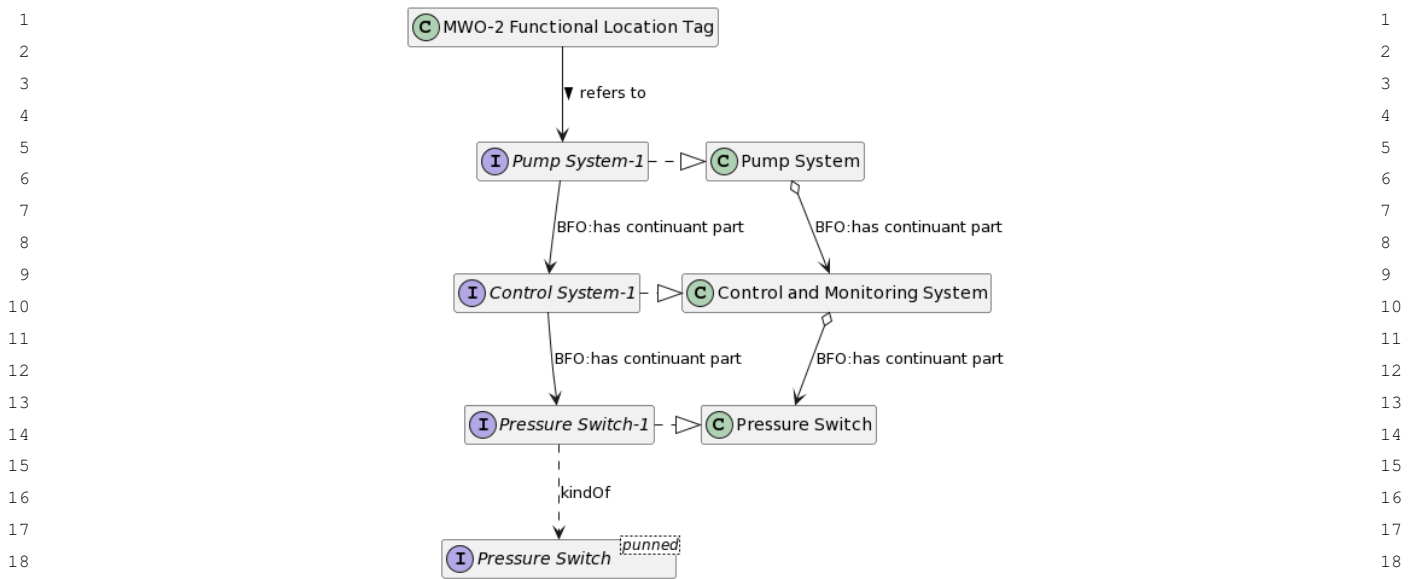 1 1
C MWO-2 Functional Location Tag
2 2
3 refers to 3
4 4
5 I Pump System-1 C Pump System 5
6 6
7 BFO:has continuant part BFO:has continuant part 7
8 8
9 I Control System-1 C Control and Monitoring System 9
10 10
11 11
BFO:has continuant part BFO:has continuant part
12 12
13 I Pressure Switch-1 C Pressure Switch 13
14 14
15 15
16 kindOf 16
17 punned 17
18 I Pressure Switch 18